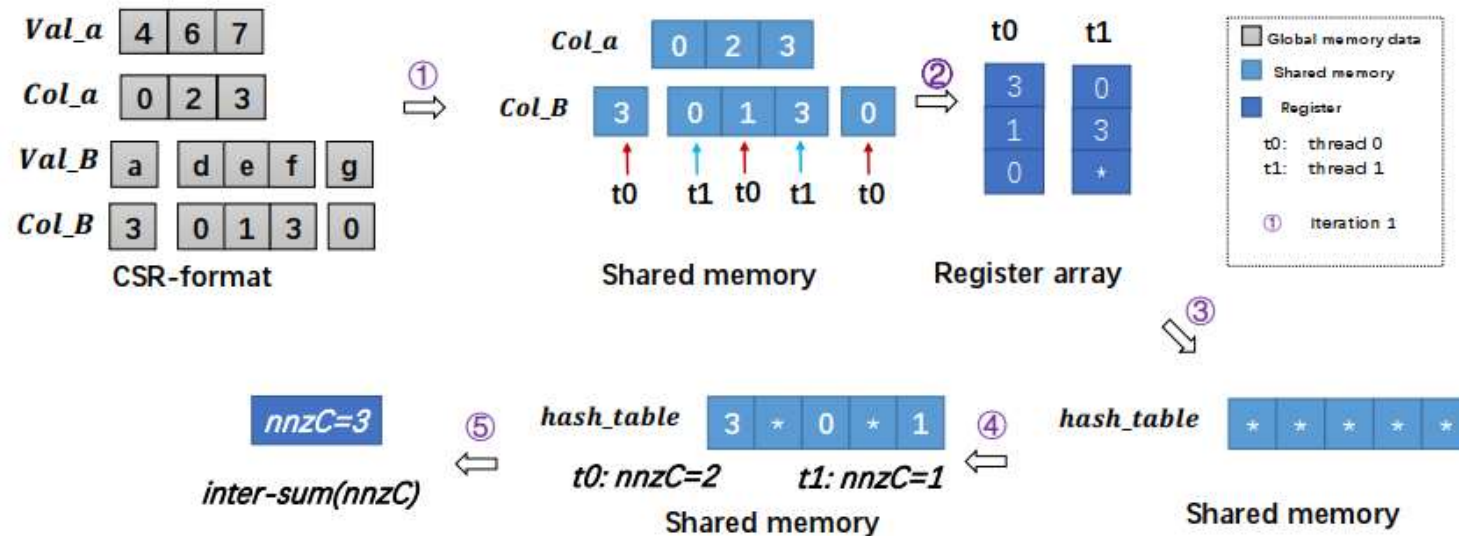 Val_a 4 6 7
Col_a 0 2 3
Val_B a d e f g
Col_B 3 0 1 3 0
CSR-format
①
Col_a 0 2 3
Col_B 3 0 1 3 0
t0 t1 t0 t1 t0
Shared memory
②
t0 t1
3 0
1 3
0 *
Register array
Global memory data
Shared memory
Register
t0: thread 0
t1: thread 1
① Iteration 1
③
hash_table * * * * *
Shared memory
④
hash_table 3 * 0 * 1
t0: nnzC=2 t1: nnzC=1
Shared memory
⑤
nnzC=3
inter-sum(nnzC)